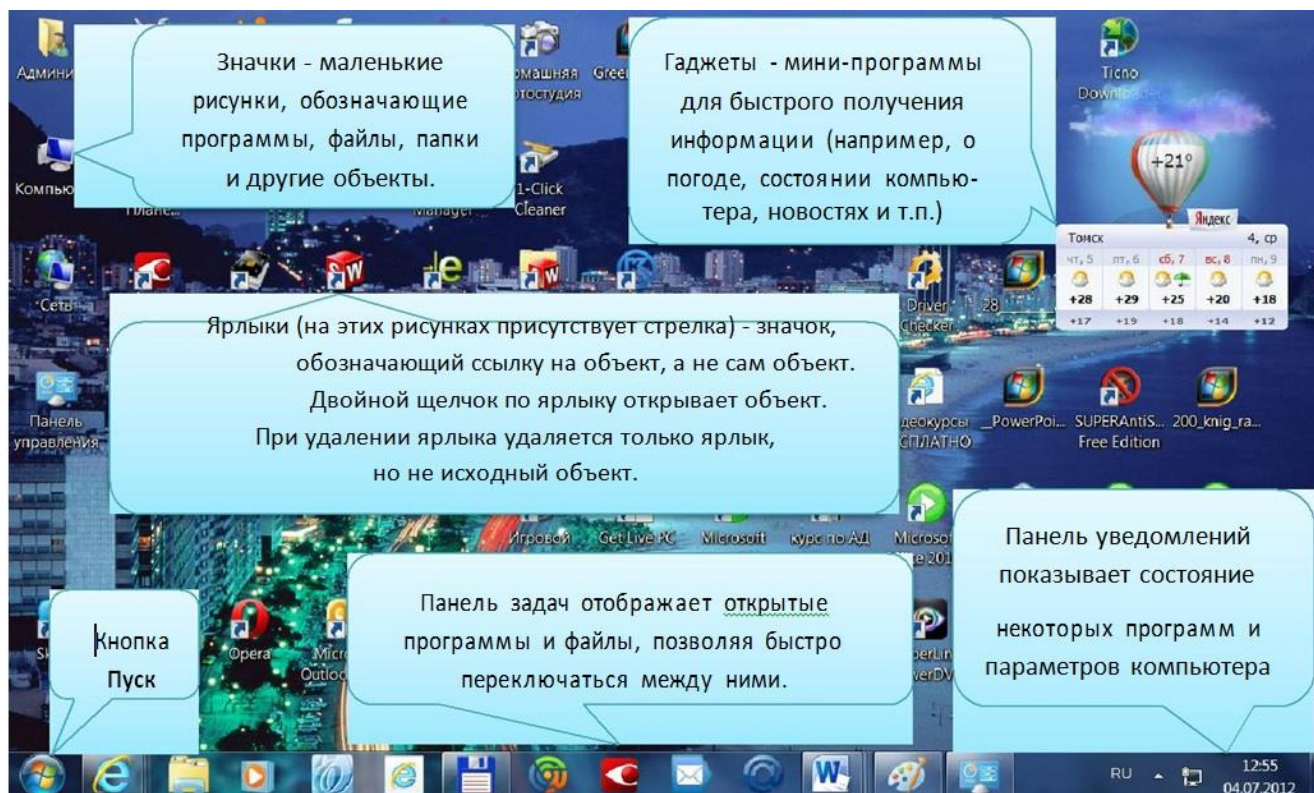 Значки - маленькие
рисунки, обозначающие
программы, файлы, папки
и другие объекты.
Гаджеты - мини-программы
для быстрого получения
информации (например, о
погоде, состоянии компью-
тера, новостях и т.п.)
Ticno
+21°
Яндекс
Томск 4, ср
чт, 5 пт, 6 сб, 7 вс, 8 пн, 9
+28 +29 +25 +20 +18
+17 +19 +18 +14 +12
1-Click
Cleaner
Сеть
Driver
Checker
Ярлыки (на этих рисунках присутствует стрелка) - значок,
обозначающий ссылку на объект, а не сам объект.
Двойной щелчок по ярлыку открывает объект.
При удалении ярлыка удаляется только ярлык,
но не исходный объект.
Панель
управления
__PowerPoi...
SUPERAntiS...
Free Edition
200_knig_ra...
Игровой
Get Live PC
Microsoft
курс по АД
Панель уведомлений
показывает состояние
некоторых программ и
параметров компьютера
Панель задач отображает открытые
программы и файлы, позволяя быстро
переключаться между ними.
Кнопка
Пуск
Opera
RU
12:55
04.07.2012